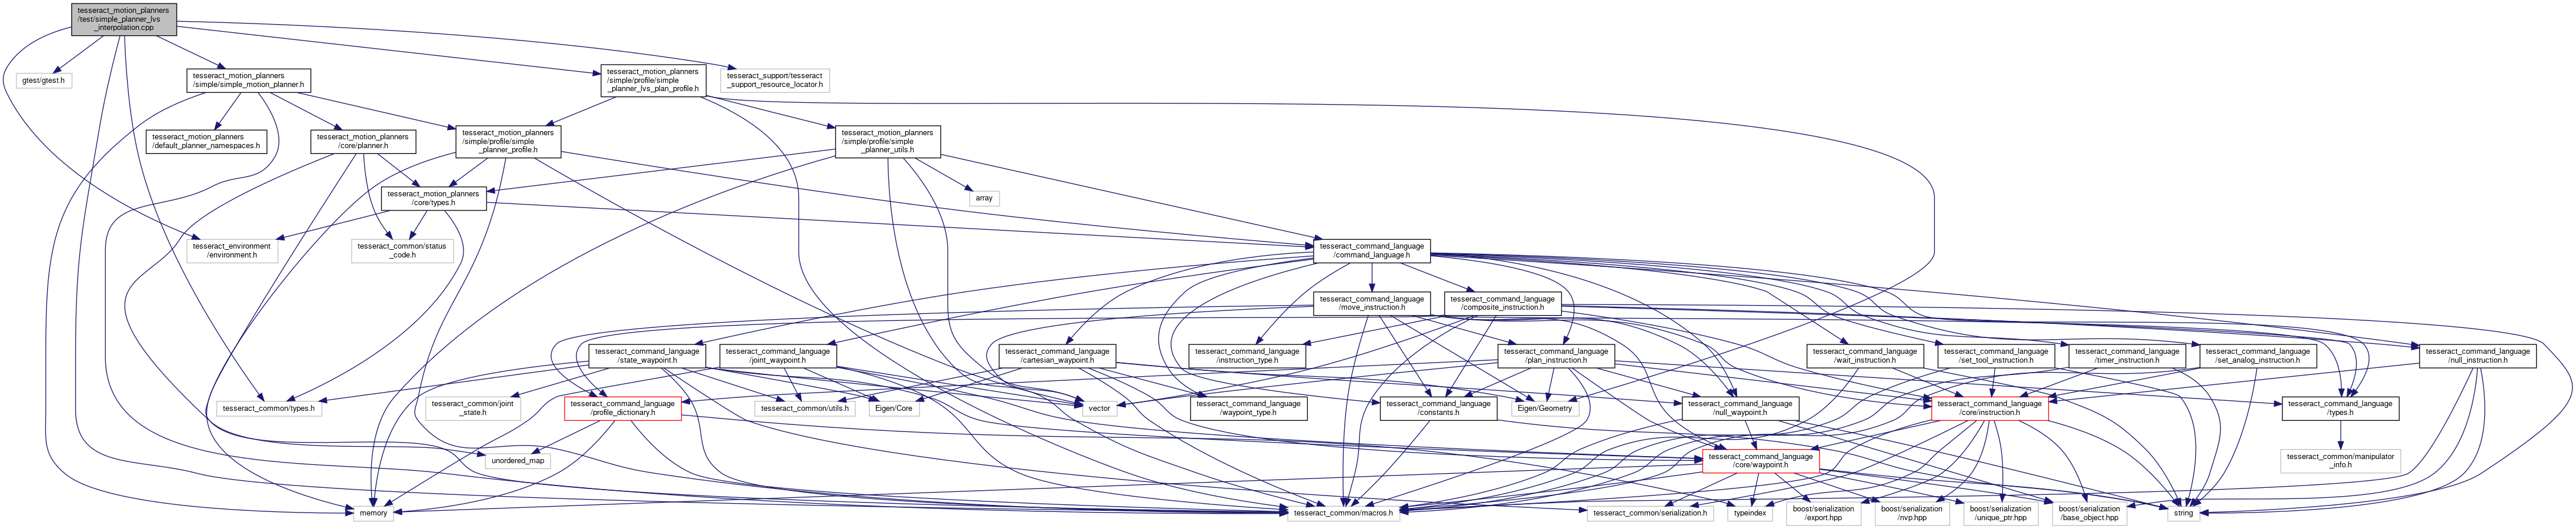 tesseract_motion_planners
/test/simple_planner_lvs
_interpolation.cpp
gtest/gtest.h
tesseract_motion_planners
/simple/simple_motion_planner.h
tesseract_motion_planners
/simple/profile/simple
_planner_lvs_plan_profile.h
tesseract_support/tesseract
_support_resource_locator.h
tesseract_motion_planners
/default_planner_namespaces.h
tesseract_motion_planners
/core/planner.h
tesseract_motion_planners
/simple/profile/simple
_planner_profile.h
tesseract_motion_planners
/simple/profile/simple
_planner_utils.h
tesseract_motion_planners
/core/types.h
array
tesseract_environment
/environment.h
tesseract_common/status
_code.h
tesseract_command_language
/command_language.h
tesseract_command_language
/move_instruction.h
tesseract_command_language
/composite_instruction.h
tesseract_command_language
/state_waypoint.h
tesseract_command_language
/joint_waypoint.h
tesseract_command_language
/cartesian_waypoint.h
tesseract_command_language
/instruction_type.h
tesseract_command_language
/plan_instruction.h
tesseract_command_language
/wait_instruction.h
tesseract_command_language
/set_tool_instruction.h
tesseract_command_language
/timer_instruction.h
tesseract_command_language
/set_analog_instruction.h
tesseract_command_language
/null_instruction.h
tesseract_common/types.h
tesseract_common/joint
_state.h
tesseract_command_language
/profile_dictionary.h
tesseract_common/utils.h
Eigen/Core
vector
tesseract_command_language
/waypoint_type.h
tesseract_command_language
/constants.h
Eigen/Geometry
tesseract_command_language
/null_waypoint.h
tesseract_command_language
/core/instruction.h
tesseract_command_language
/types.h
unordered_map
tesseract_command_language
/core/waypoint.h
tesseract_common/manipulator
_info.h
memory
tesseract_common/macros.h
tesseract_common/serialization.h
typeindex
boost/serialization
/export.hpp
boost/serialization
/nvp.hpp
boost/serialization
/unique_ptr.hpp
boost/serialization
/base_object.hpp
string